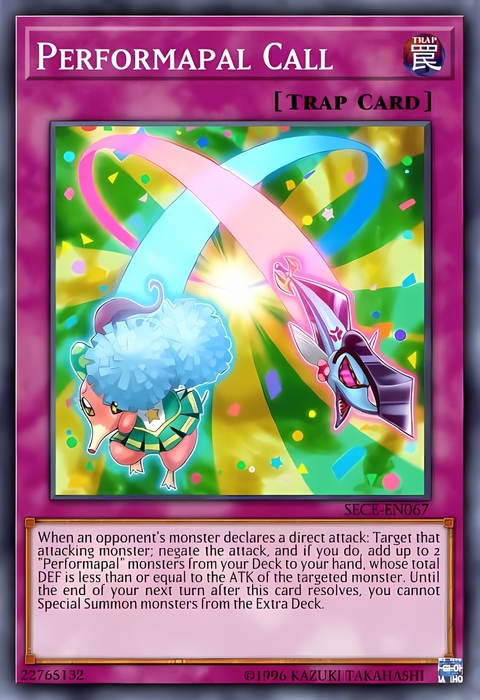 PERFORMAPAL CALL
TRAP
罠
[TRAP CARD]
SECE-EN067
When an opponent's monster declares a direct attack: Target that
attacking monster; negate the attack, and if you do, add up to 2
"Performapal" monsters from your Deck to your hand, whose total
DEF is less than or equal to the ATK of the targeted monster. Until
the end of your next turn after this card resolves, you cannot
Special Summon monsters from the Extra Deck.
22765132
©1996 KAZUKI TAKAHASHI